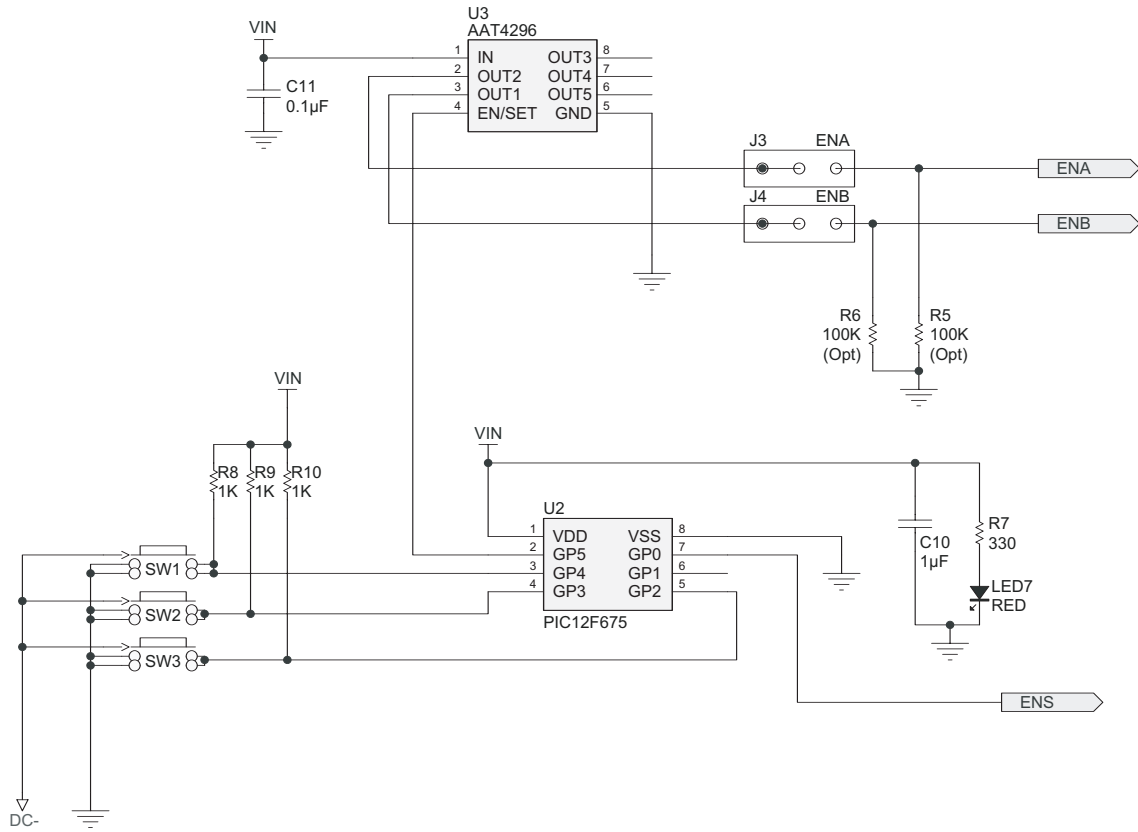 U3
AAT4296
VIN
1 IN OUT3 8
2 OUT2 OUT4 7
3 OUT1 OUT5 6
4 EN/SET GND 5
C11
0.1µF
J3 ENA
ENA
J4 ENB
ENB
R6
100K
(Opt)
R5
100K
(Opt)
VIN
R8
1K
R9
1K
R10
1K
VIN
U2
1 VDD VSS 8
2 GP5 GP0 7
3 GP4 GP1 6
4 GP3 GP2 5
PIC12F675
C10
1µF
R7
330
LED7
RED
SW1
SW2
SW3
ENS
DC-